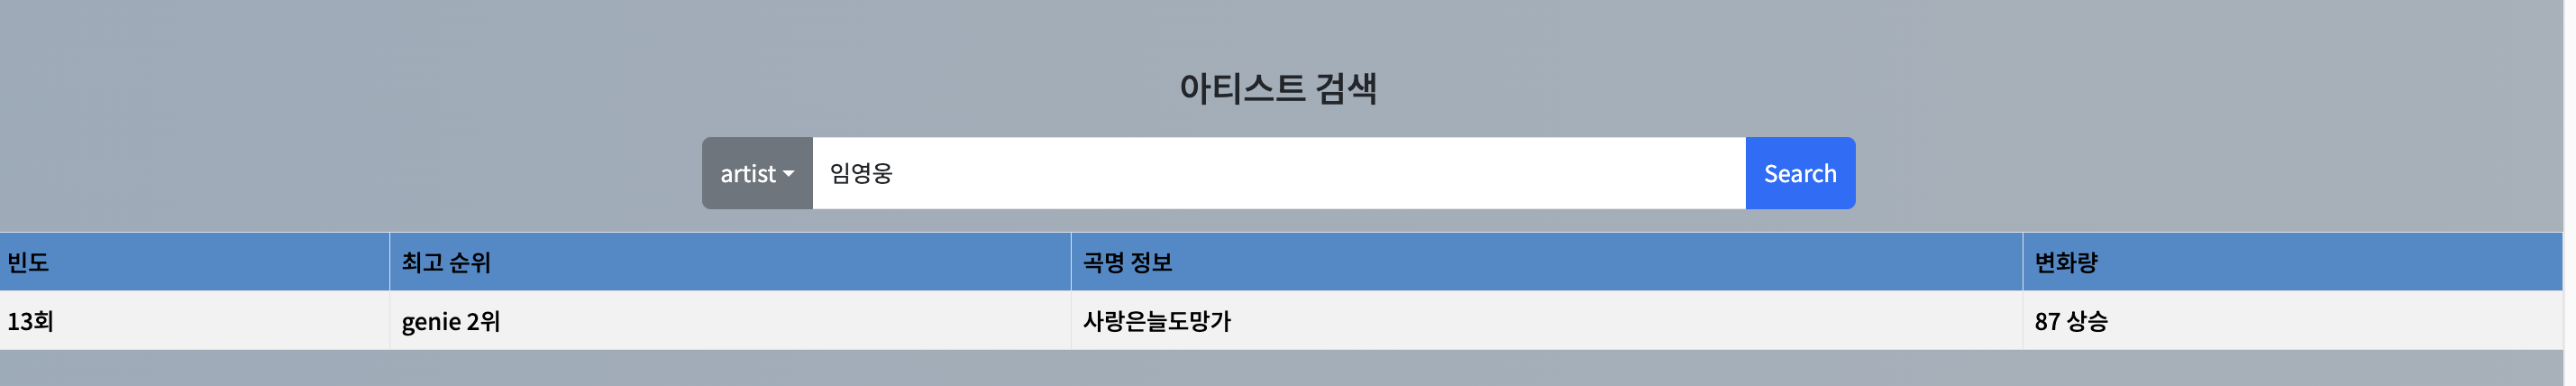 아티스트 검색
artist 임영웅 Search
빈도 최고 순위 곡명 정보 변화량
13회 genie 2위 사랑은늘도망가 87 상승